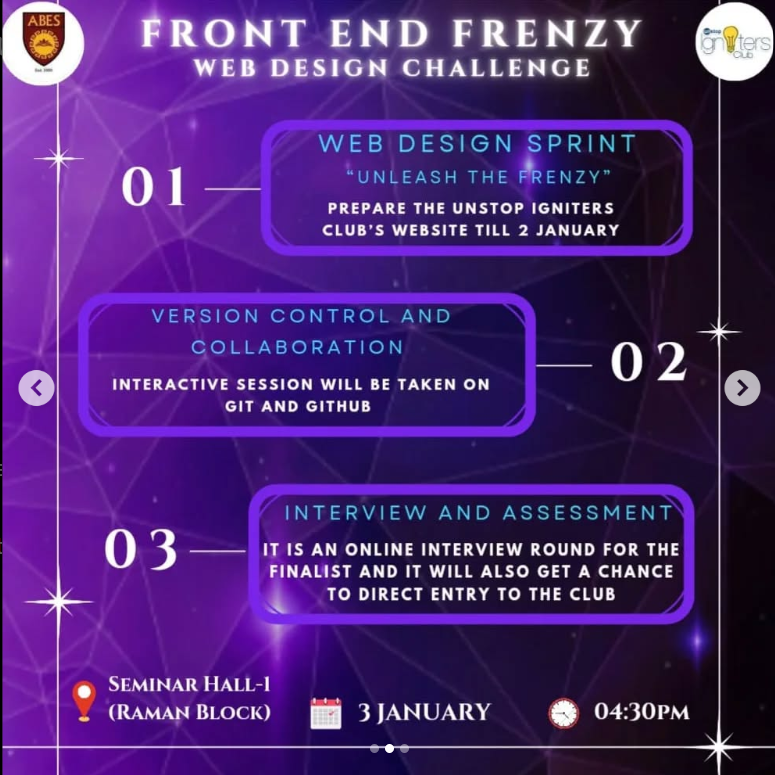 ABES
Est. 2000
FRONT END FRENZY
WEB DESIGN CHALLENGE
igniters
Club
01
WEB DESIGN SPRINT
“UNLEASH THE FRENZY”
PREPARE THE UNSTOP IGNITERS
CLUB’S WEBSITE TILL 2 JANUARY
VERSION CONTROL AND
COLLABORATION
INTERACTIVE SESSION WILL BE TAKEN ON
GIT AND GITHUB
02
03
INTERVIEW AND ASSESSMENT
IT IS AN ONLINE INTERVIEW ROUND FOR THE
FINALIST AND IT WILL ALSO GET A CHANCE
TO DIRECT ENTRY TO THE CLUB
SEMINAR HALL-1
(RAMAN BLOCK)
3 JANUARY
04:30PM